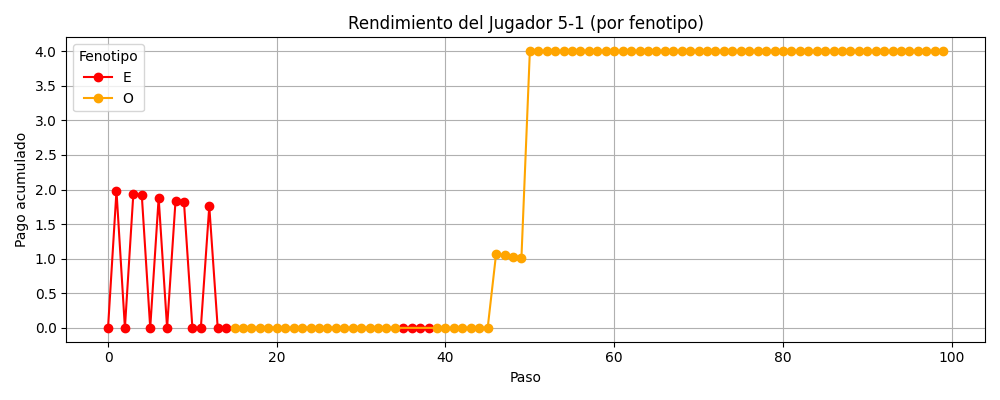 Rendimiento del Jugador 5-1 (por fenotipo)
Fenotipo
E
O
Pago acumulado
4.0
3.5
3.0
2.5
2.0
1.5
1.0
0.5
0.0
0 20 40 60 80 100
Paso